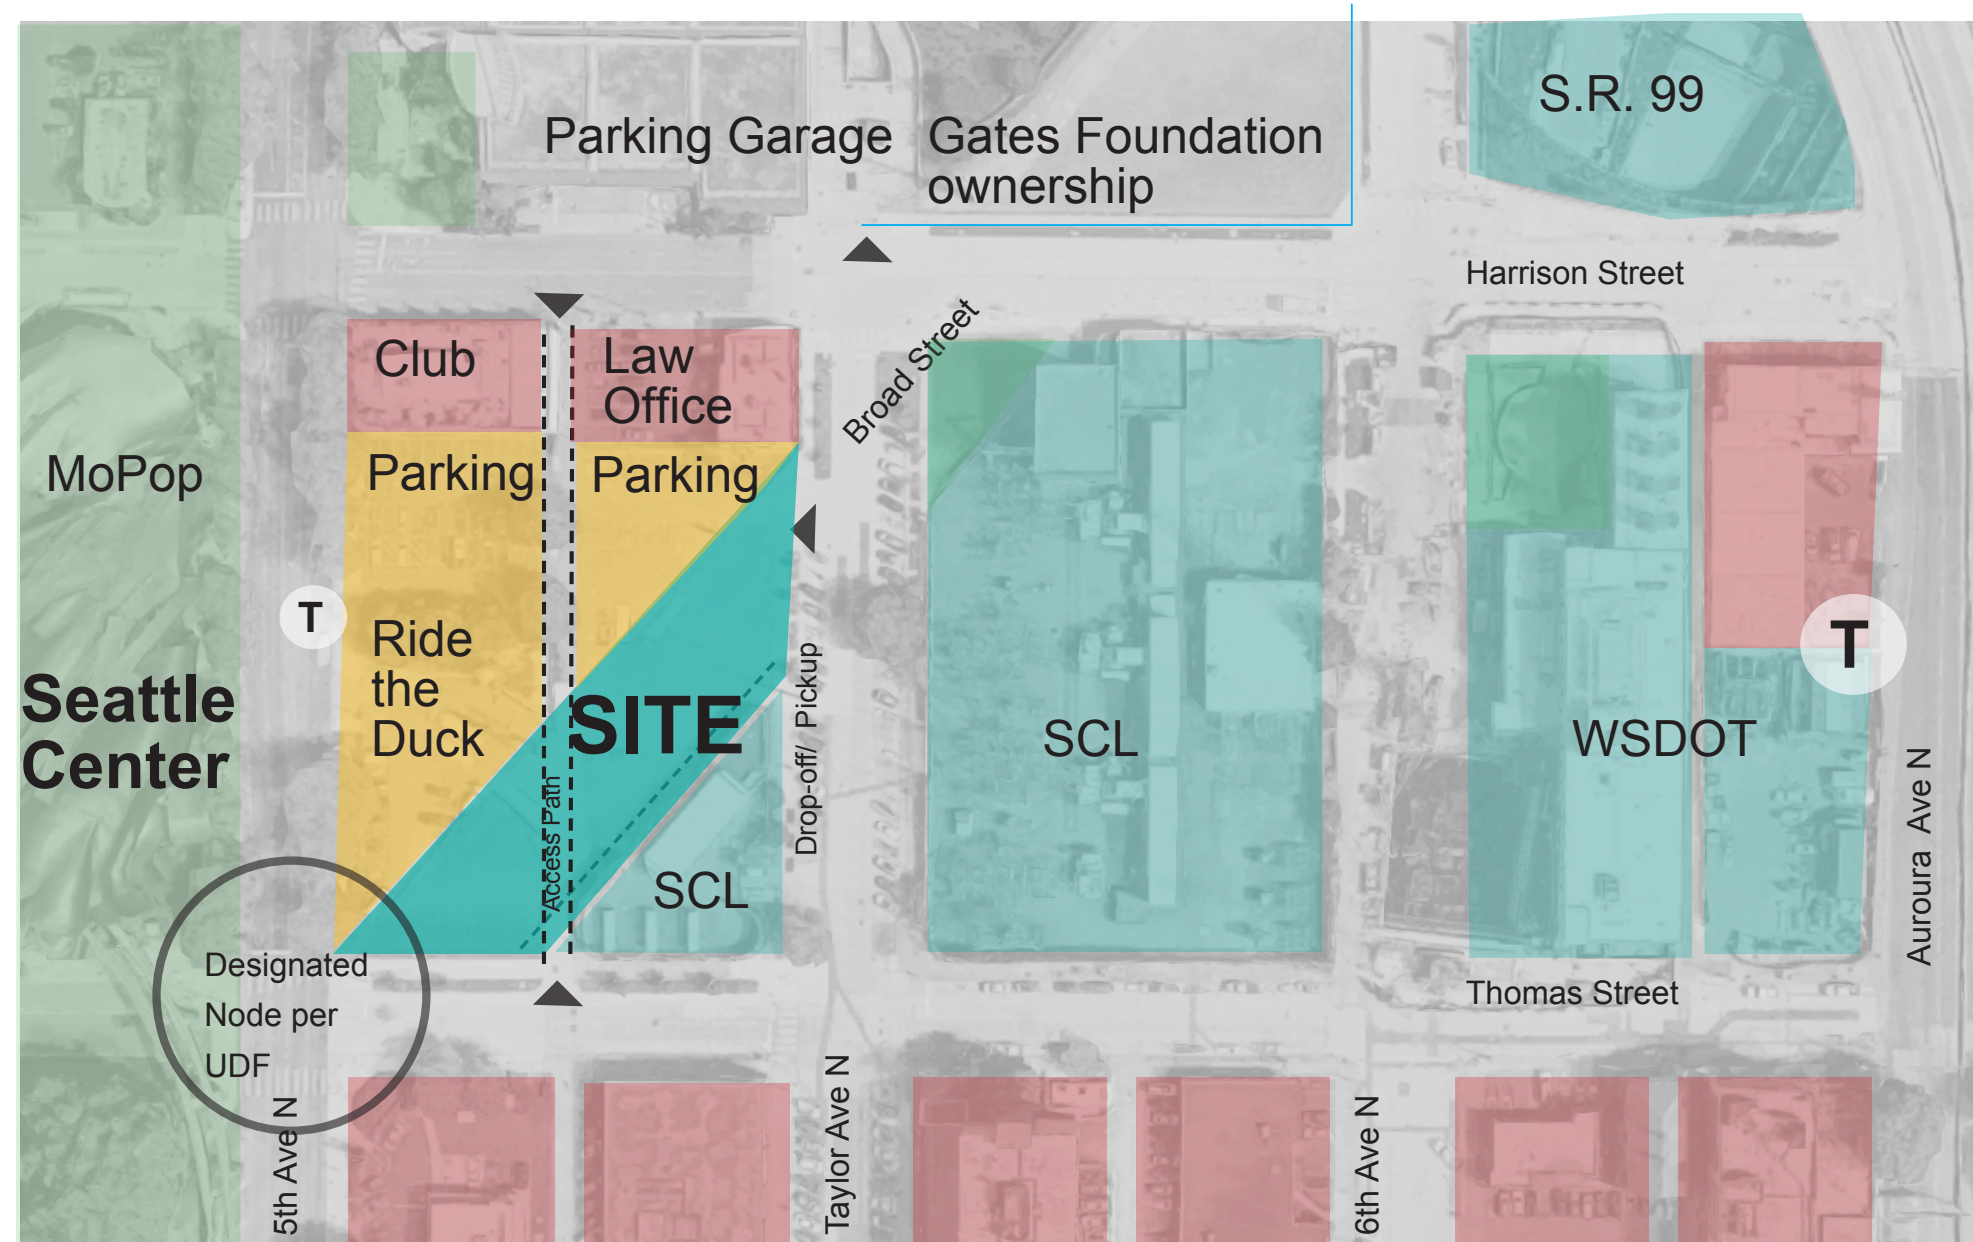 S.R. 99
Parking Garage
Gates Foundation
ownership
Harrison Street
Broad Street
Club
Law
Office
MoPop
Parking
Parking
T
Ride
the
Duck
T
Seattle
Center
SITE
Drop-off/ Pickup
SCL
WSDOT
Access Path
SCL
Auroura Ave N
Designated
Node per
UDF
Thomas Street
5th Ave N
Taylor Ave N
6th Ave N